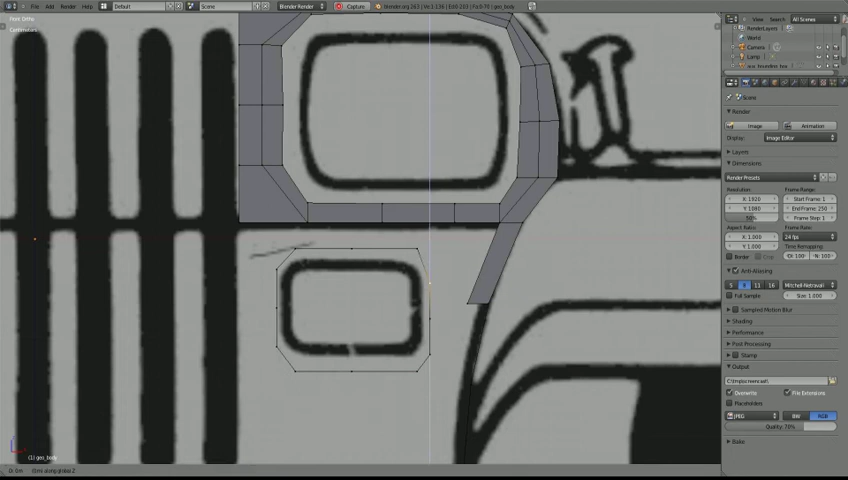 File Add Render Window Help
Default
Scene
Blender Render
Capture
Front Ortho
Centimeters
View Search All Scenes
RenderLayers
World
Camera
Lamp
Scene
Render
Image
Animation
Display:
Image Editor
Layers
Dimensions
Render Presets
Resolution:
Frame Range:
X: 1920
Start Frame: 1
Y: 1080
End Frame: 250
50%
Frame Step: 1
Aspect Ratio:
Frame Rate:
X: 1.000
24 fps
Y: 1.000
Time Remapping:
Border
Crop
Anti-Aliasing
5 8 11 16
Mitchell-Netravali
Full Sample
Size: 1.000
Sampled Motion Blur
Shading
Performance
Post Processing
Stamp
Output
Overwrite
File Extensions
Placeholders
JPEG
BW
RGB
Quality: 70%
Bake
(1) geo_body
along global Z